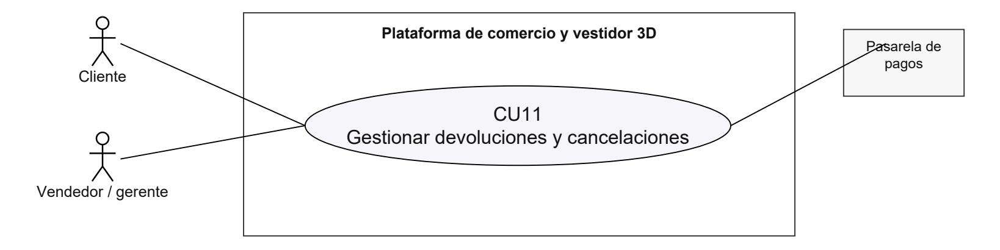 Plataforma de comercio y vestidor 3D
Cliente
Vendedor / gerente
CU11
Gestionar devoluciones y cancelaciones
Pasarela de
pagos